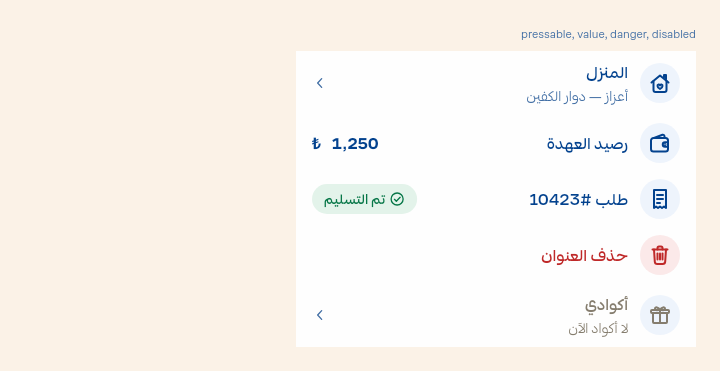 pressable, value, danger, disabled
المنزل
أعزاز — دوار الكفين
رصيد العهدة
1,250 ₺
طلب #10423
تم التسليم
حذف العنوان
أكوادي
لا أكواد الآن